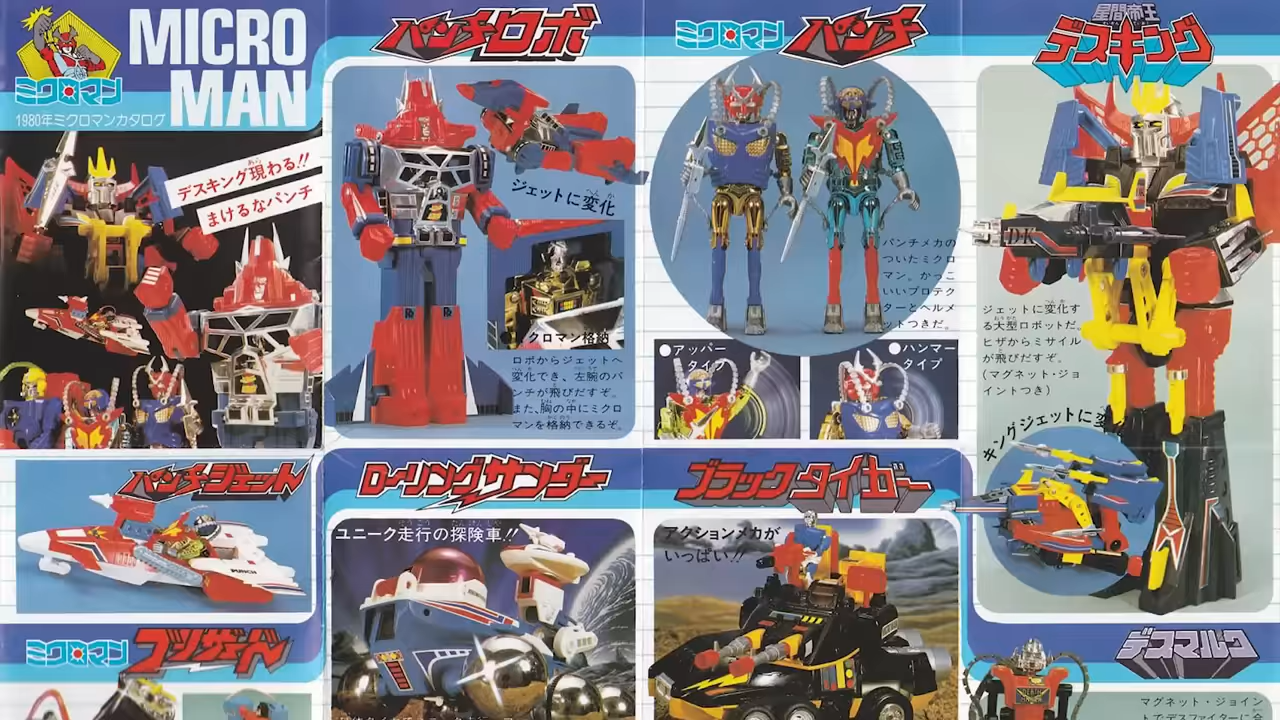 MICRO
MAN
ミクロマン
1980年ミクロマンカタログ
デスキング現わる!!
まけるなパンチ
パンチロボ
ジェットに変化
クロマン格納
ロボからジェットへ
変化でき、左腕のパ
ンチが飛びだすぞ。
また、胸の中にミクロ
マンを格納できるぞ。
ミクロマン パンチ
パンチメカの
ついたミクロ
マン。かっこ
いいプロテク
ターとヘルメ
ットつきだ。
●アッパー
タイプ
●ハンマー
タイプ
星間帝王
デスキング
DK
ジェットに変化す
る大型ロボットだ。
ヒザからミサイル
が飛びだすぞ。
(マグネット・ジョ
イントつき)
キングジェットに変
パンチジェット
PUNCH
ローリングサンダー
ユニーク走行の探険車!!
ブラックタイガー
アクションメカが
いっぱい!!
ミクロマン ブリザード
デスマルク
DEATH
マグネット・ジョイン